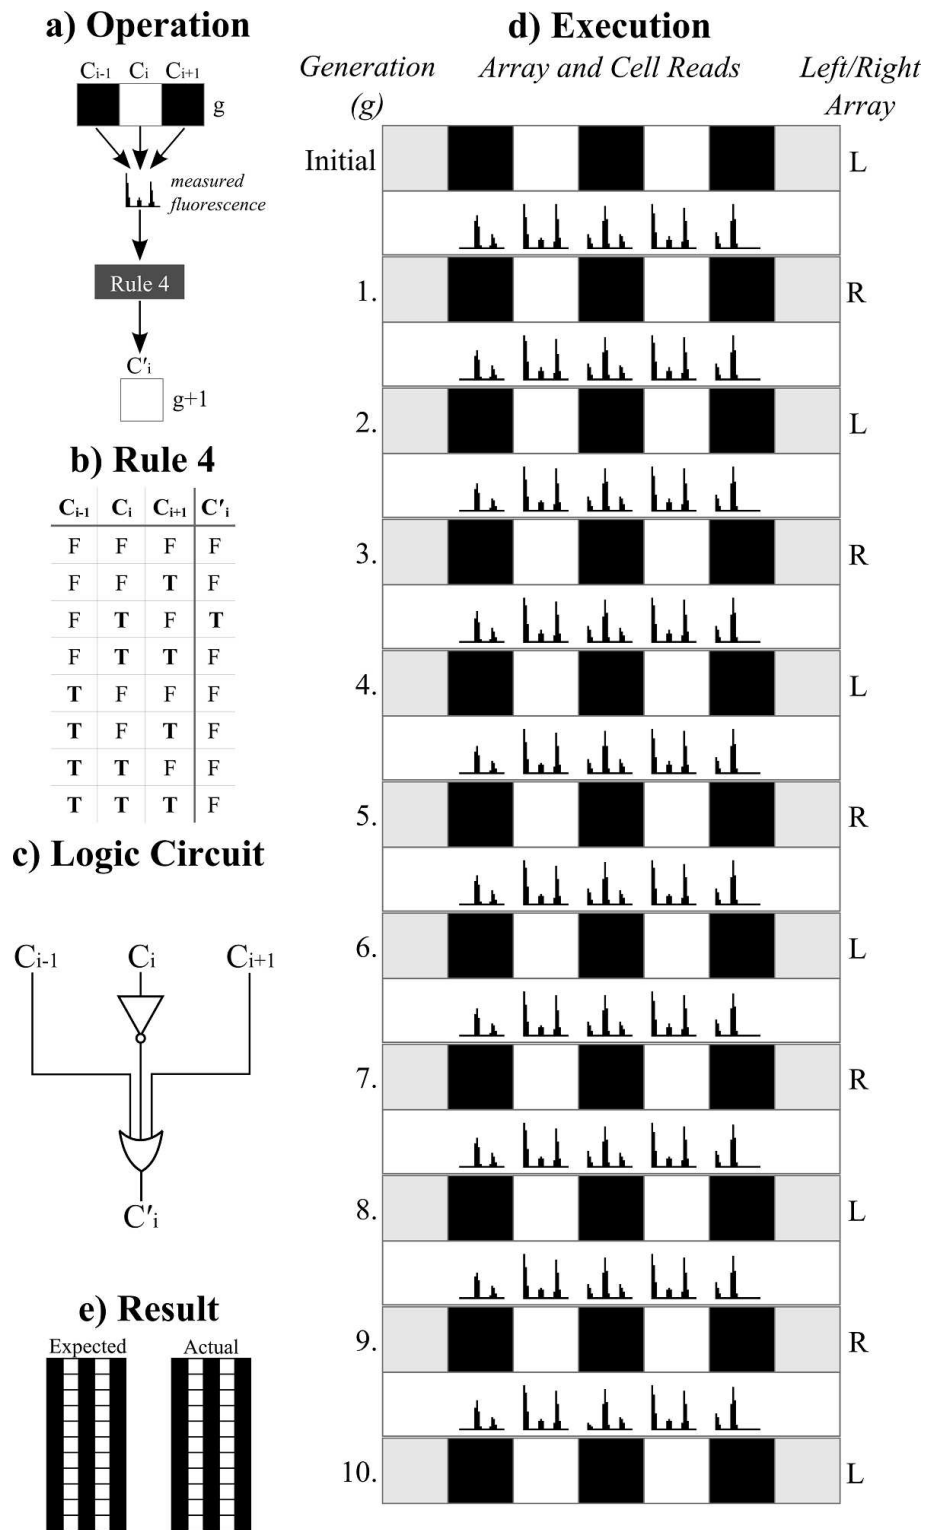 a) Operation
Ci-1 Ci Ci+1
g
measured
fluorescence
Rule 4
C′i
g+1
b) Rule 4
Ci-1 Ci Ci+1 C′i
F F F F
F F T F
F T F T
F T T F
T F F F
T F T F
T T F F
T T T F
c) Logic Circuit
Ci-1 Ci Ci+1
C′i
e) Result
Expected Actual
d) Execution
Generation Array and Cell Reads Left/Right
(g) Array
Initial L
1. R
2. L
3. R
4. L
5. R
6. L
7. R
8. L
9. R
10. L